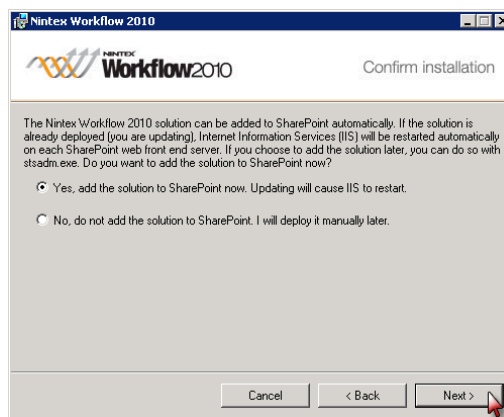 Nintex Workflow 2010
NINTEX
Workflow2010
Confirm installation
The Nintex Workflow 2010 solution can be added to SharePoint automatically. If the solution is
already deployed (you are updating), Internet Information Services (IIS) will be restarted automatically
on each SharePoint web front end server. If you choose to add the solution later, you can do so with
stsadm.exe. Do you want to add the solution to SharePoint now?
Yes, add the solution to SharePoint now. Updating will cause IIS to restart.
No, do not add the solution to SharePoint. I will deploy it manually later.
Cancel
< Back
Next >